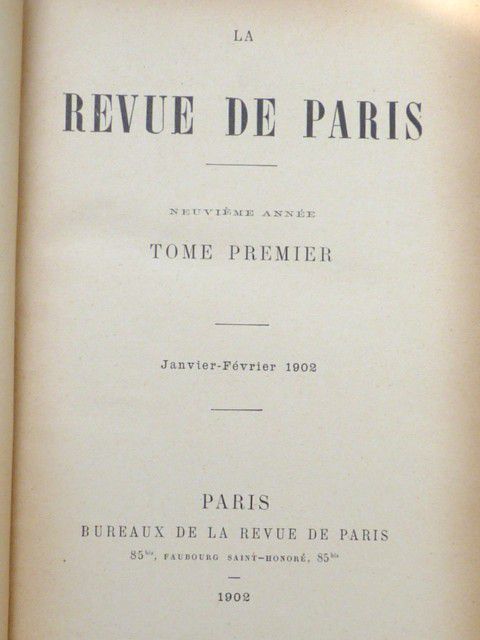 LA
REVUE DE PARIS
NEUVIÈME ANNÉE
TOME PREMIER
Janvier-Février 1902
PARIS
BUREAUX DE LA REVUE DE PARIS
85bis, FAUBOURG SAINT-HONORÉ, 85bis
1902